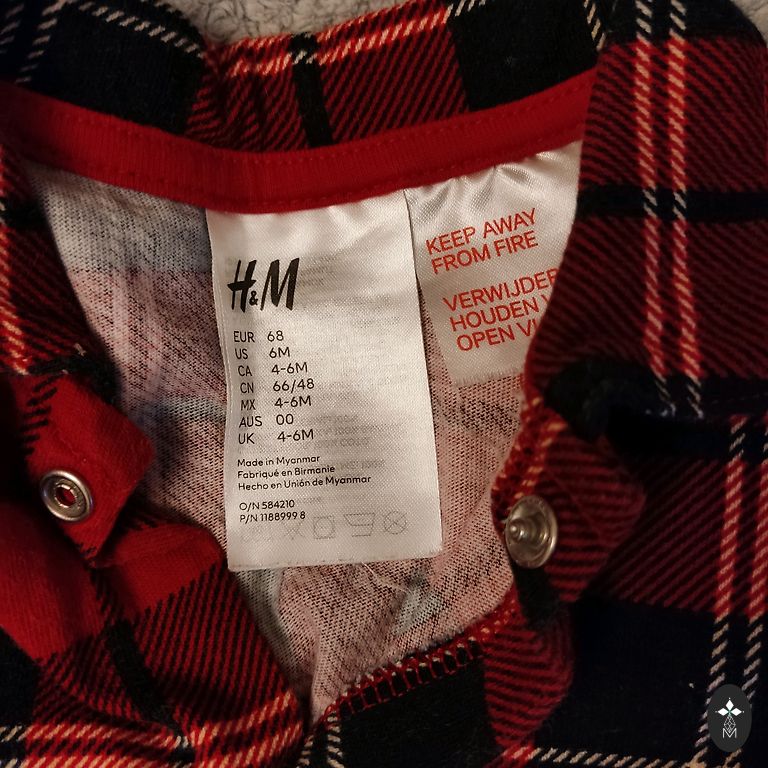 H&M
EUR 68
US 6M
CA 4-6M
CN 66/48
MX 4-6M
AUS 00
UK 4-6M
Made in Myanmar
Fabriqué en Birmanie
Hecho en Unión de Myanmar
O/N 584210
P/N 1188999 8
KEEP AWAY
FROM FIRE
VERWIJDER
HOUDEN V
OPEN VL